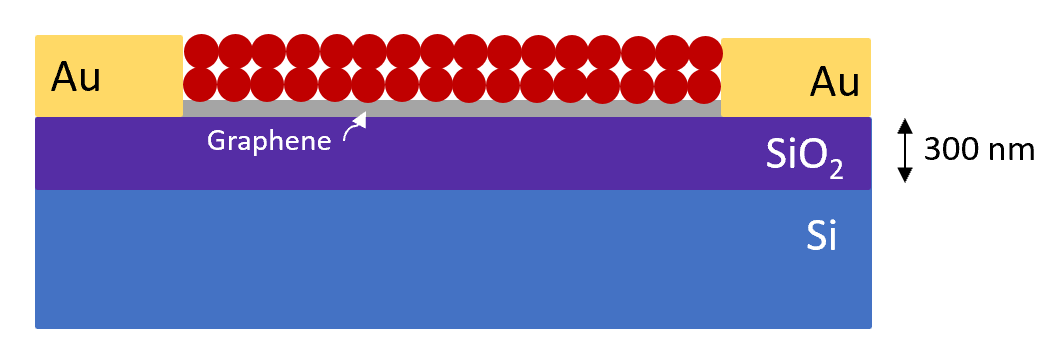 Au
Au
Graphene
SiO₂
300 nm
Si